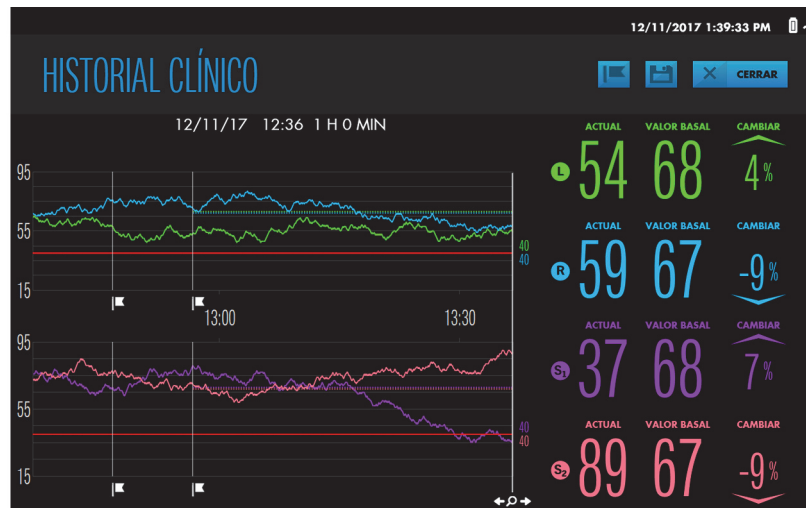 12/11/2017 1:39:33 PM
HISTORIAL CLÍNICO
CERRAR
12/11/17 12:36 1 H 0 MIN
95
55
15
40
40
13:00
13:30
95
55
15
40
40
ACTUAL VALOR BASAL CAMBIAR
L 54 68 4 %
ACTUAL VALOR BASAL CAMBIAR
R 59 67 -9 %
ACTUAL VALOR BASAL CAMBIAR
S1 37 68 7 %
ACTUAL VALOR BASAL CAMBIAR
S2 89 67 -9 %